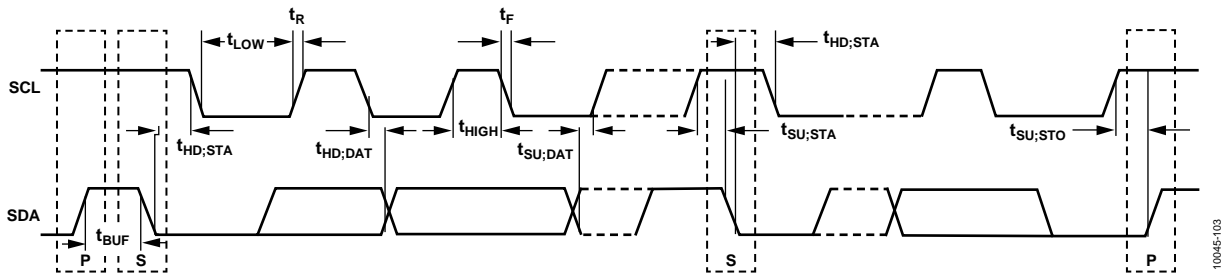 tR
tF
tLOW
tHD;STA
SCL
tHD;STA
tHD;DAT
tHIGH
tSU;DAT
tSU;STA
tSU;STO
SDA
tBUF
P
S
S
P
10045-103